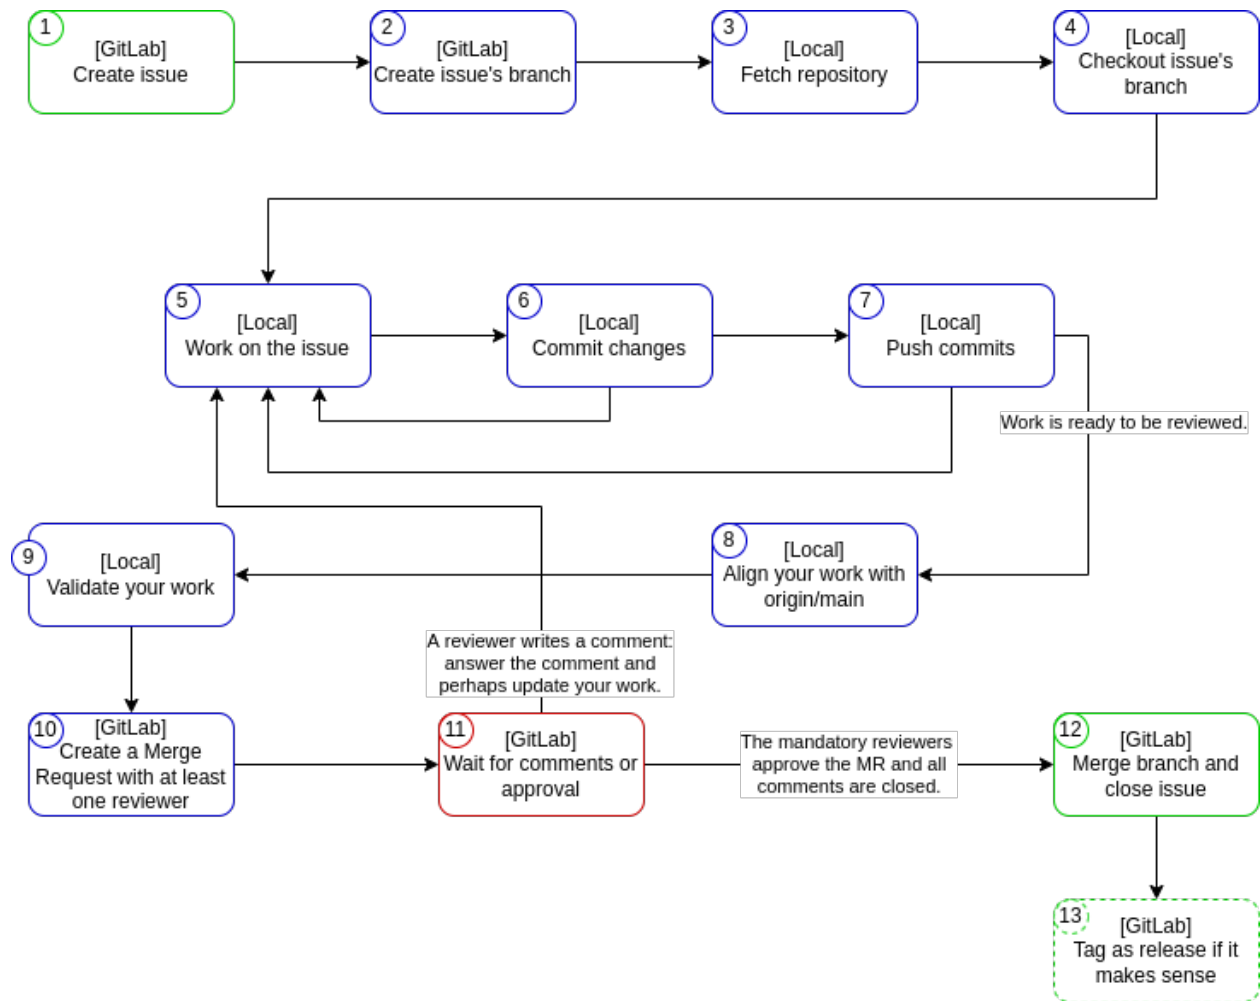 1
[GitLab]
Create issue
2
[GitLab]
Create issue's branch
3
[Local]
Fetch repository
4
[Local]
Checkout issue's
branch
5
[Local]
Work on the issue
6
[Local]
Commit changes
7
[Local]
Push commits
Work is ready to be reviewed.
8
[Local]
Align your work with
origin/main
9
[Local]
Validate your work
A reviewer writes a comment:
answer the comment and
perhaps update your work.
10
[GitLab]
Create a Merge
Request with at least
one reviewer
11
[GitLab]
Wait for comments or
approval
The mandatory reviewers
approve the MR and all
comments are closed.
12
[GitLab]
Merge branch and
close issue
13
[GitLab]
Tag as release if it
makes sense